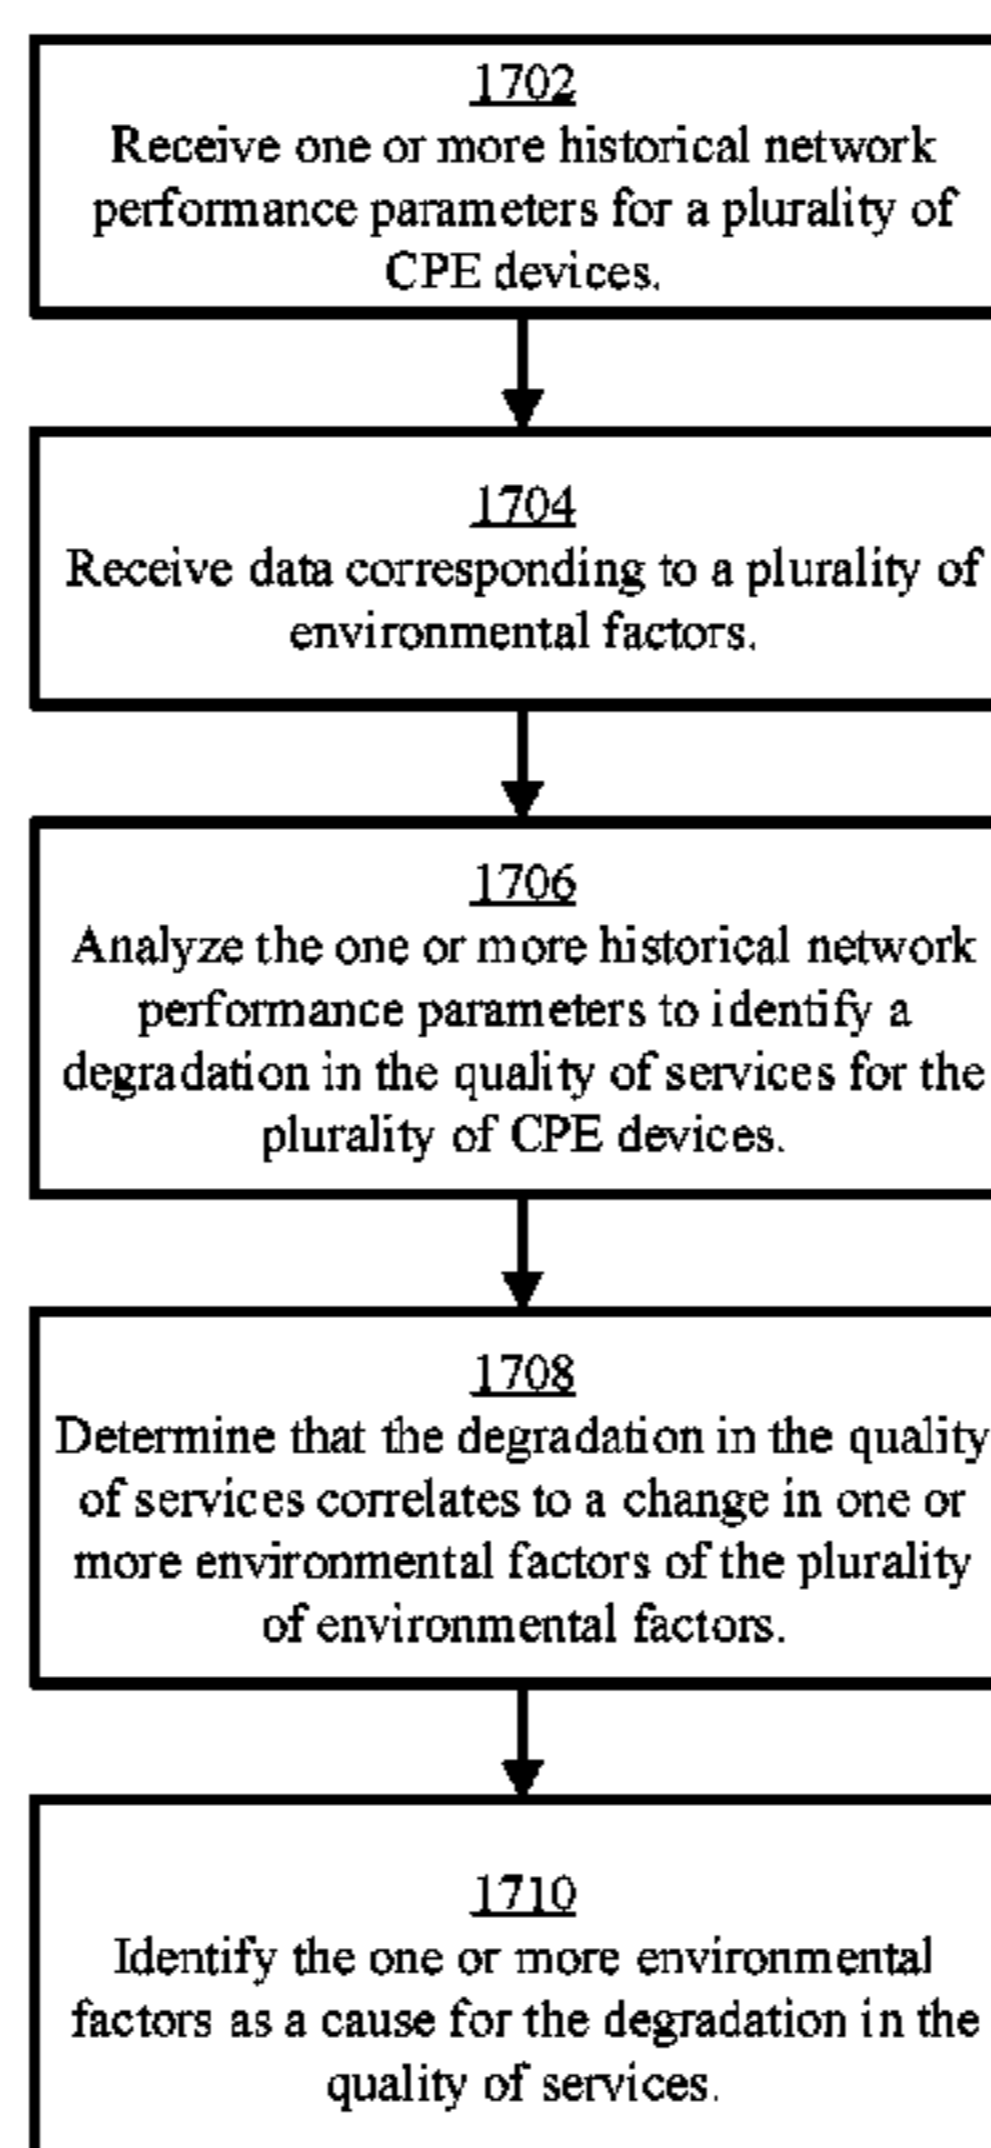 1702
Receive one or more historical network
performance parameters for a plurality of
CPE devices.
1704
Receive data corresponding to a plurality of
environmental factors.
1706
Analyze the one or more historical network
performance parameters to identify a
degradation in the quality of services for the
plurality of CPE devices.
1708
Determine that the degradation in the quality
of services correlates to a change in one or
more environmental factors of the plurality
of environmental factors.
1710
Identify the one or more environmental
factors as a cause for the degradation in the
quality of services.